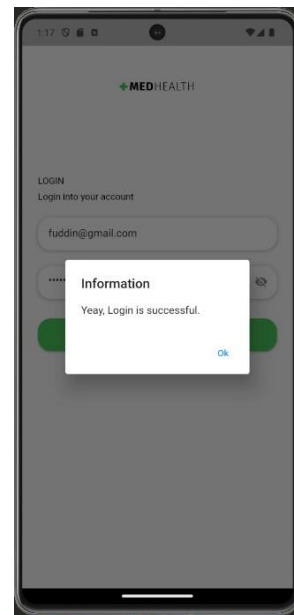 1:17
MEDHEALTH
LOGIN
Login into your account
fuddin@gmail.com
Information
Yeay, Login is successful.
Ok